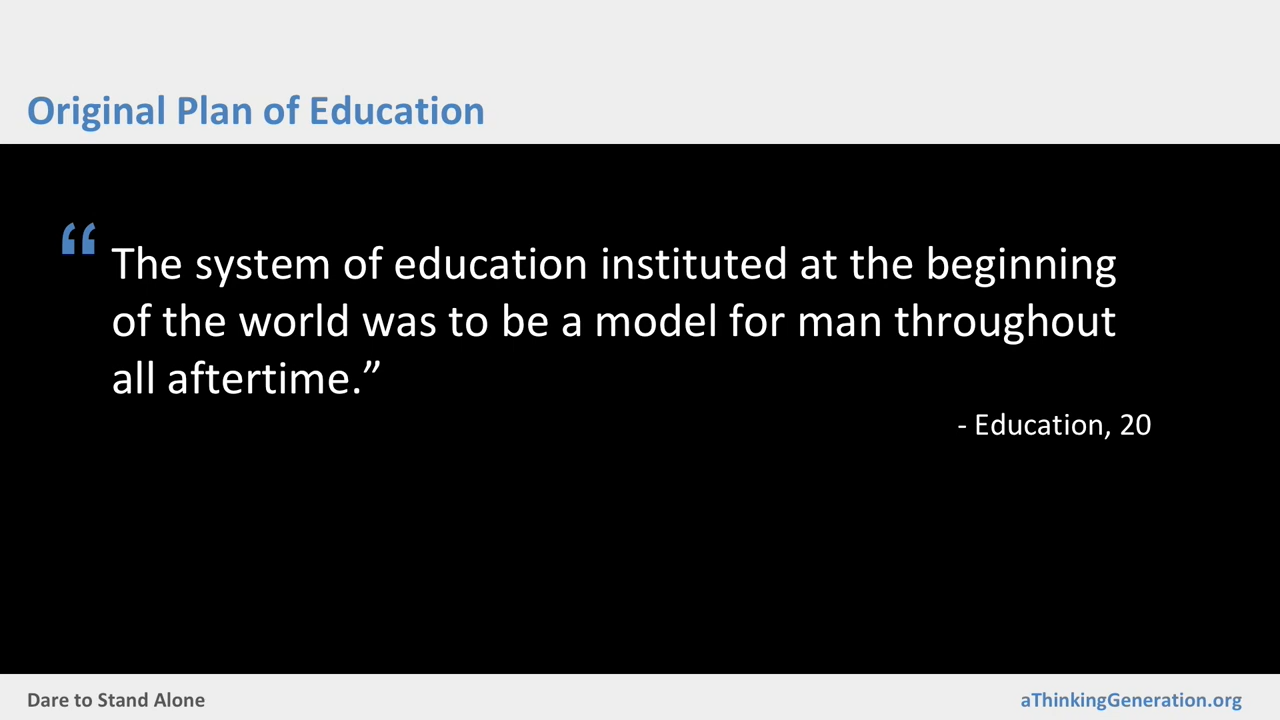 Original Plan of Education
“The system of education instituted at the beginning
of the world was to be a model for man throughout
all aftertime.”
- Education, 20
Dare to Stand Alone
aThinkingGeneration.org